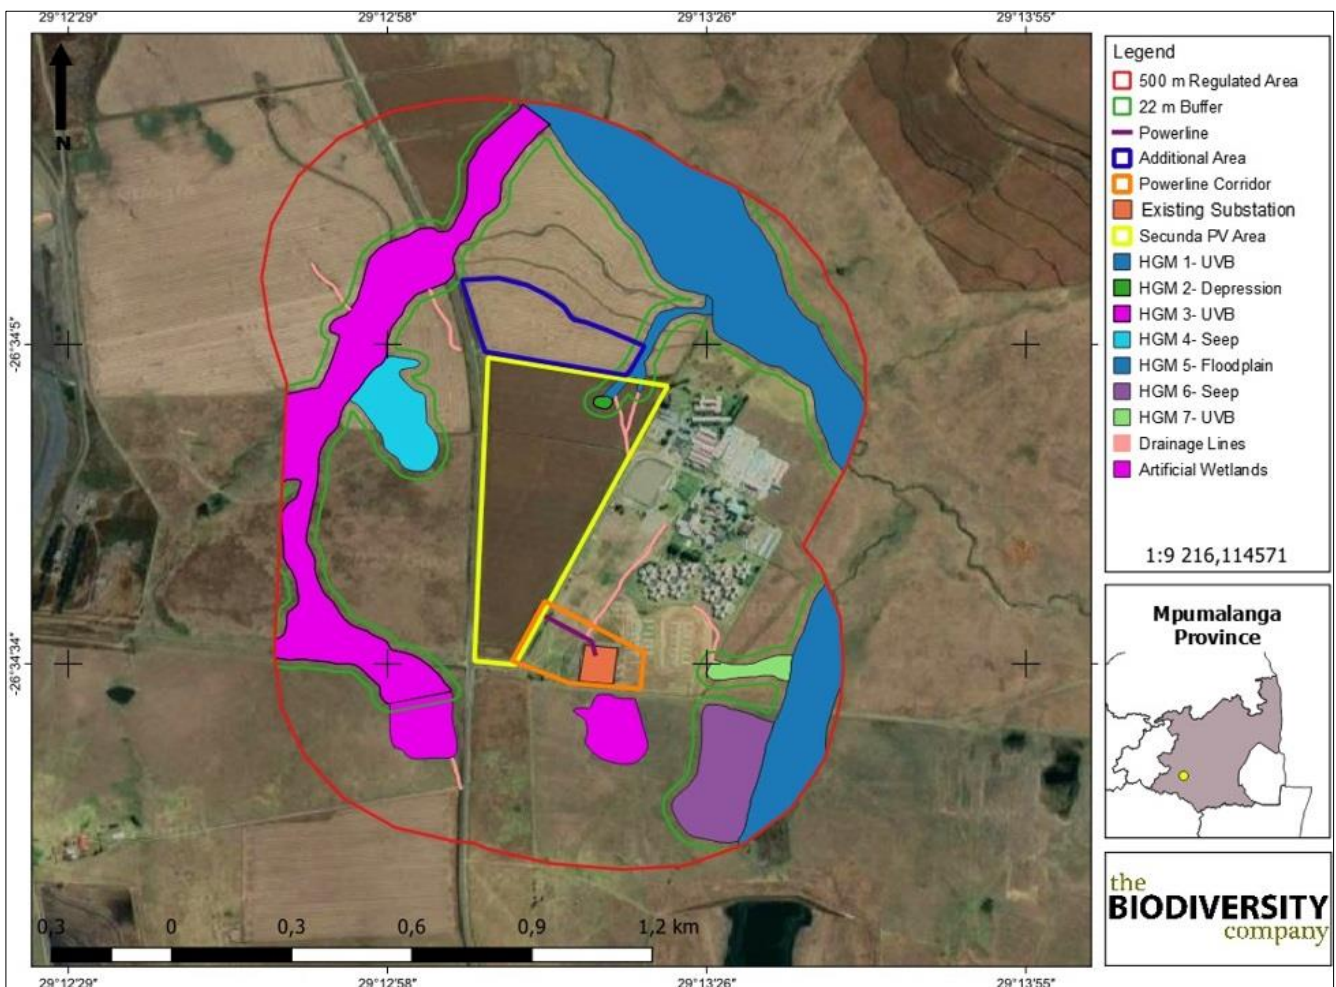 29°12'29" 29°12'58" 29°13'26" 29°13'55"
N
-26°34'5"
-26°34'34"
0,3 0 0,3 0,6 0,9 1,2 km
29°12'29" 29°12'58" 29°13'26" 29°13'55"
Legend
500 m Regulated Area
22 m Buffer
Powerline
Additional Area
Powerline Corridor
Existing Substation
Secunda PV Area
HGM 1- UVB
HGM 2- Depression
HGM 3- UVB
HGM 4- Seep
HGM 5- Floodplain
HGM 6- Seep
HGM 7- UVB
Drainage Lines
Artificial Wetlands
1:9 216,114571
Mpumalanga
Province
the
BIODIVERSITY
company